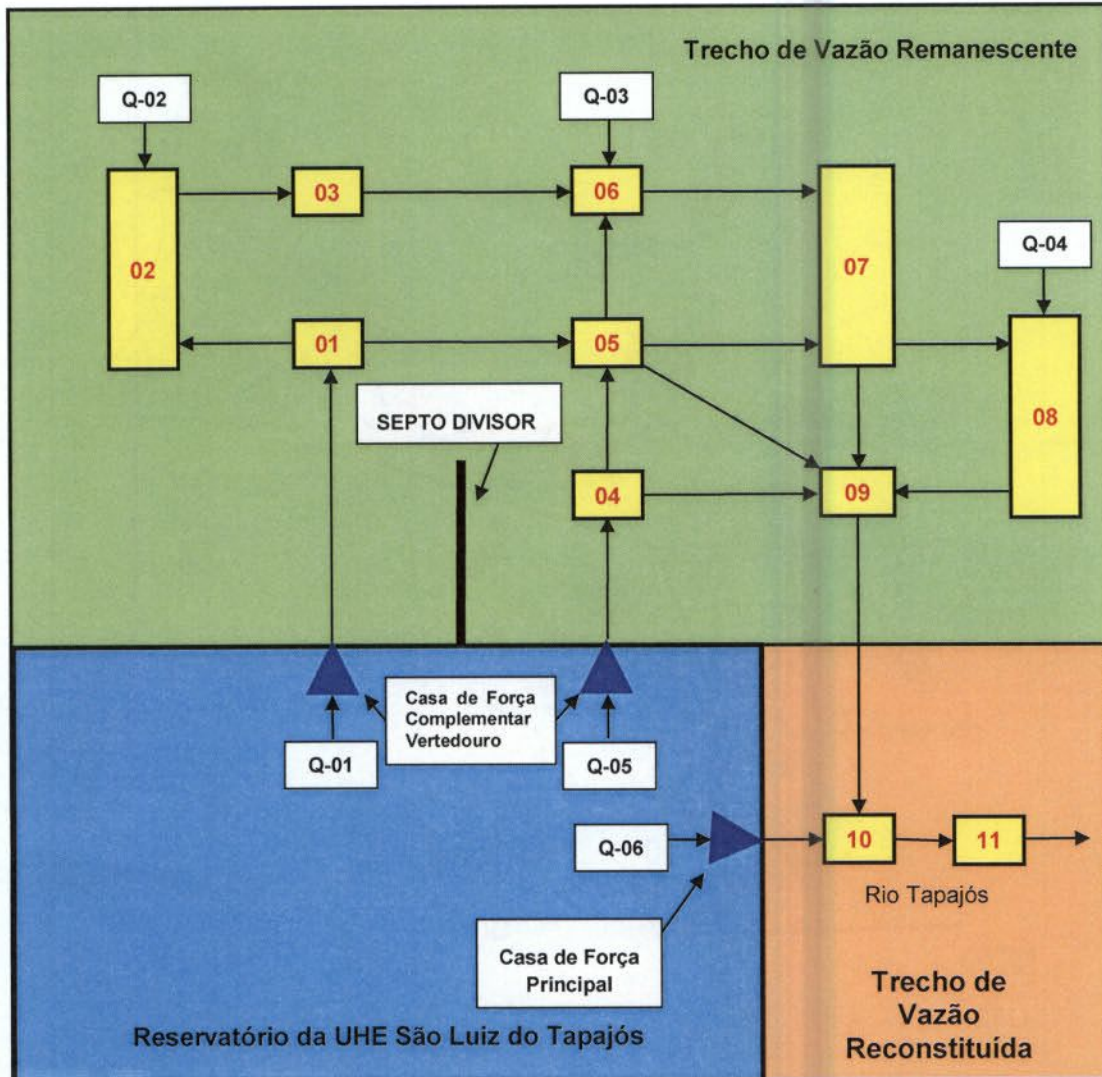 Trecho de Vazão Remanescente
Q-02
Q-03
03
06
Q-04
02
07
01
05
SEPTO DIVISOR
08
04
09
Casa de Força
Complementar
Vertedouro
Q-01
Q-05
Q-06
10
11
Rio Tapajós
Casa de Força
Principal
Trecho de
Vazão
Reconstituída
Reservatório da UHE São Luiz do Tapajós